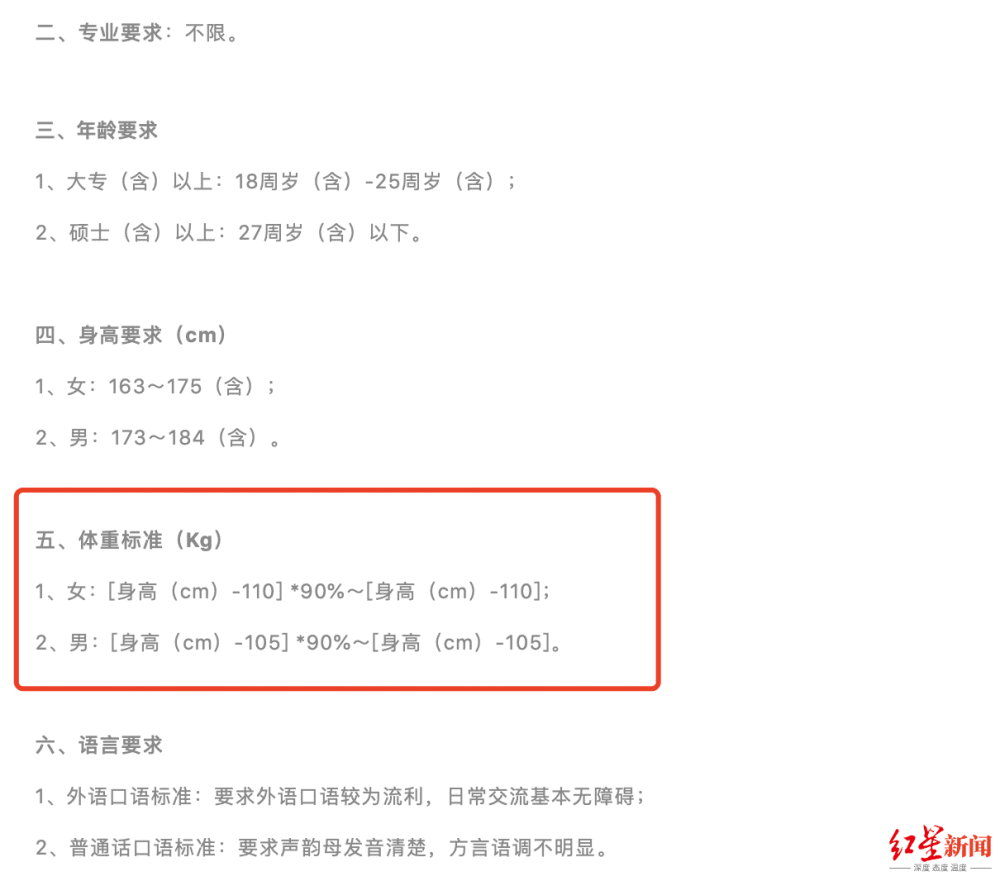 二、专业要求：不限。
三、年龄要求
1、大专（含）以上：18周岁（含）-25周岁（含）；
2、硕士（含）以上：27周岁（含）以下。
四、身高要求（cm）
1、女：163～175（含）；
2、男：173～184（含）。
五、体重标准（Kg）
1、女：[身高（cm）-110] *90%～[身高（cm）-110]；
2、男：[身高（cm）-105] *90%～[身高（cm）-105]。
六、语言要求
1、外语口语标准：要求外语口语较为流利，日常交流基本无障碍；
2、普通话口语标准：要求声韵母发音清楚，方言语调不明显。
红星新闻
深度 态度 温度